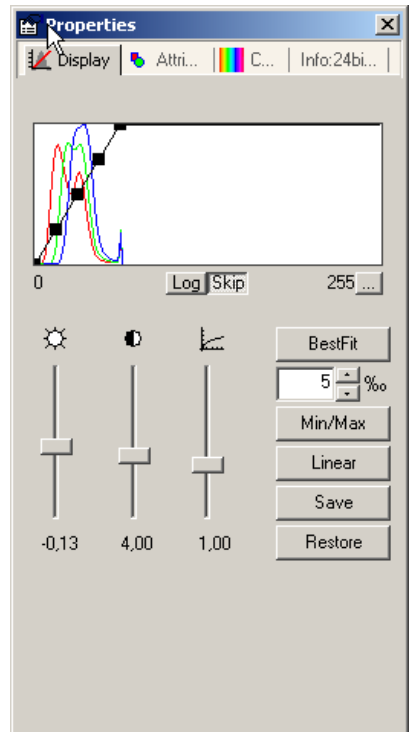 Properties
Display Attri... C... Info:24bi...
0 Log Skip 255 ...
BestFit
5 ‰
Min/Max
Linear
Save
-0,13 4,00 1,00 Restore